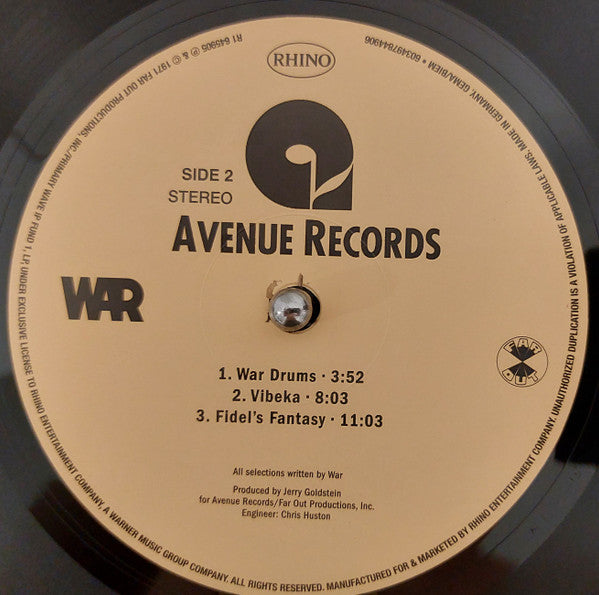 RHINO
SIDE 2
STEREO
AVENUE RECORDS
WAR
FAR
OUT
1. War Drums · 3:52
2. Vibeka · 8:03
3. Fidel's Fantasy · 11:03
All selections written by War
Produced by Jerry Goldstein
for Avenue Records/Far Out Productions, Inc.
Engineer: Chris Huston
R1 645905 ℗ & © 1971 FAR OUT PRODUCTIONS, INC./PRIMARY WAVE IP FUND 1, LP, UNDER EXCLUSIVE LICENSE TO RHINO ENTERTAINMENT COMPANY, A WARNER MUSIC GROUP COMPANY. ALL RIGHTS RESERVED. MANUFACTURED FOR & MARKETED BY RHINO ENTERTAINMENT COMPANY. UNAUTHORIZED DUPLICATION IS A VIOLATION OF APPLICABLE LAWS. MADE IN GERMANY. GEMA/BIEM • 603497844906